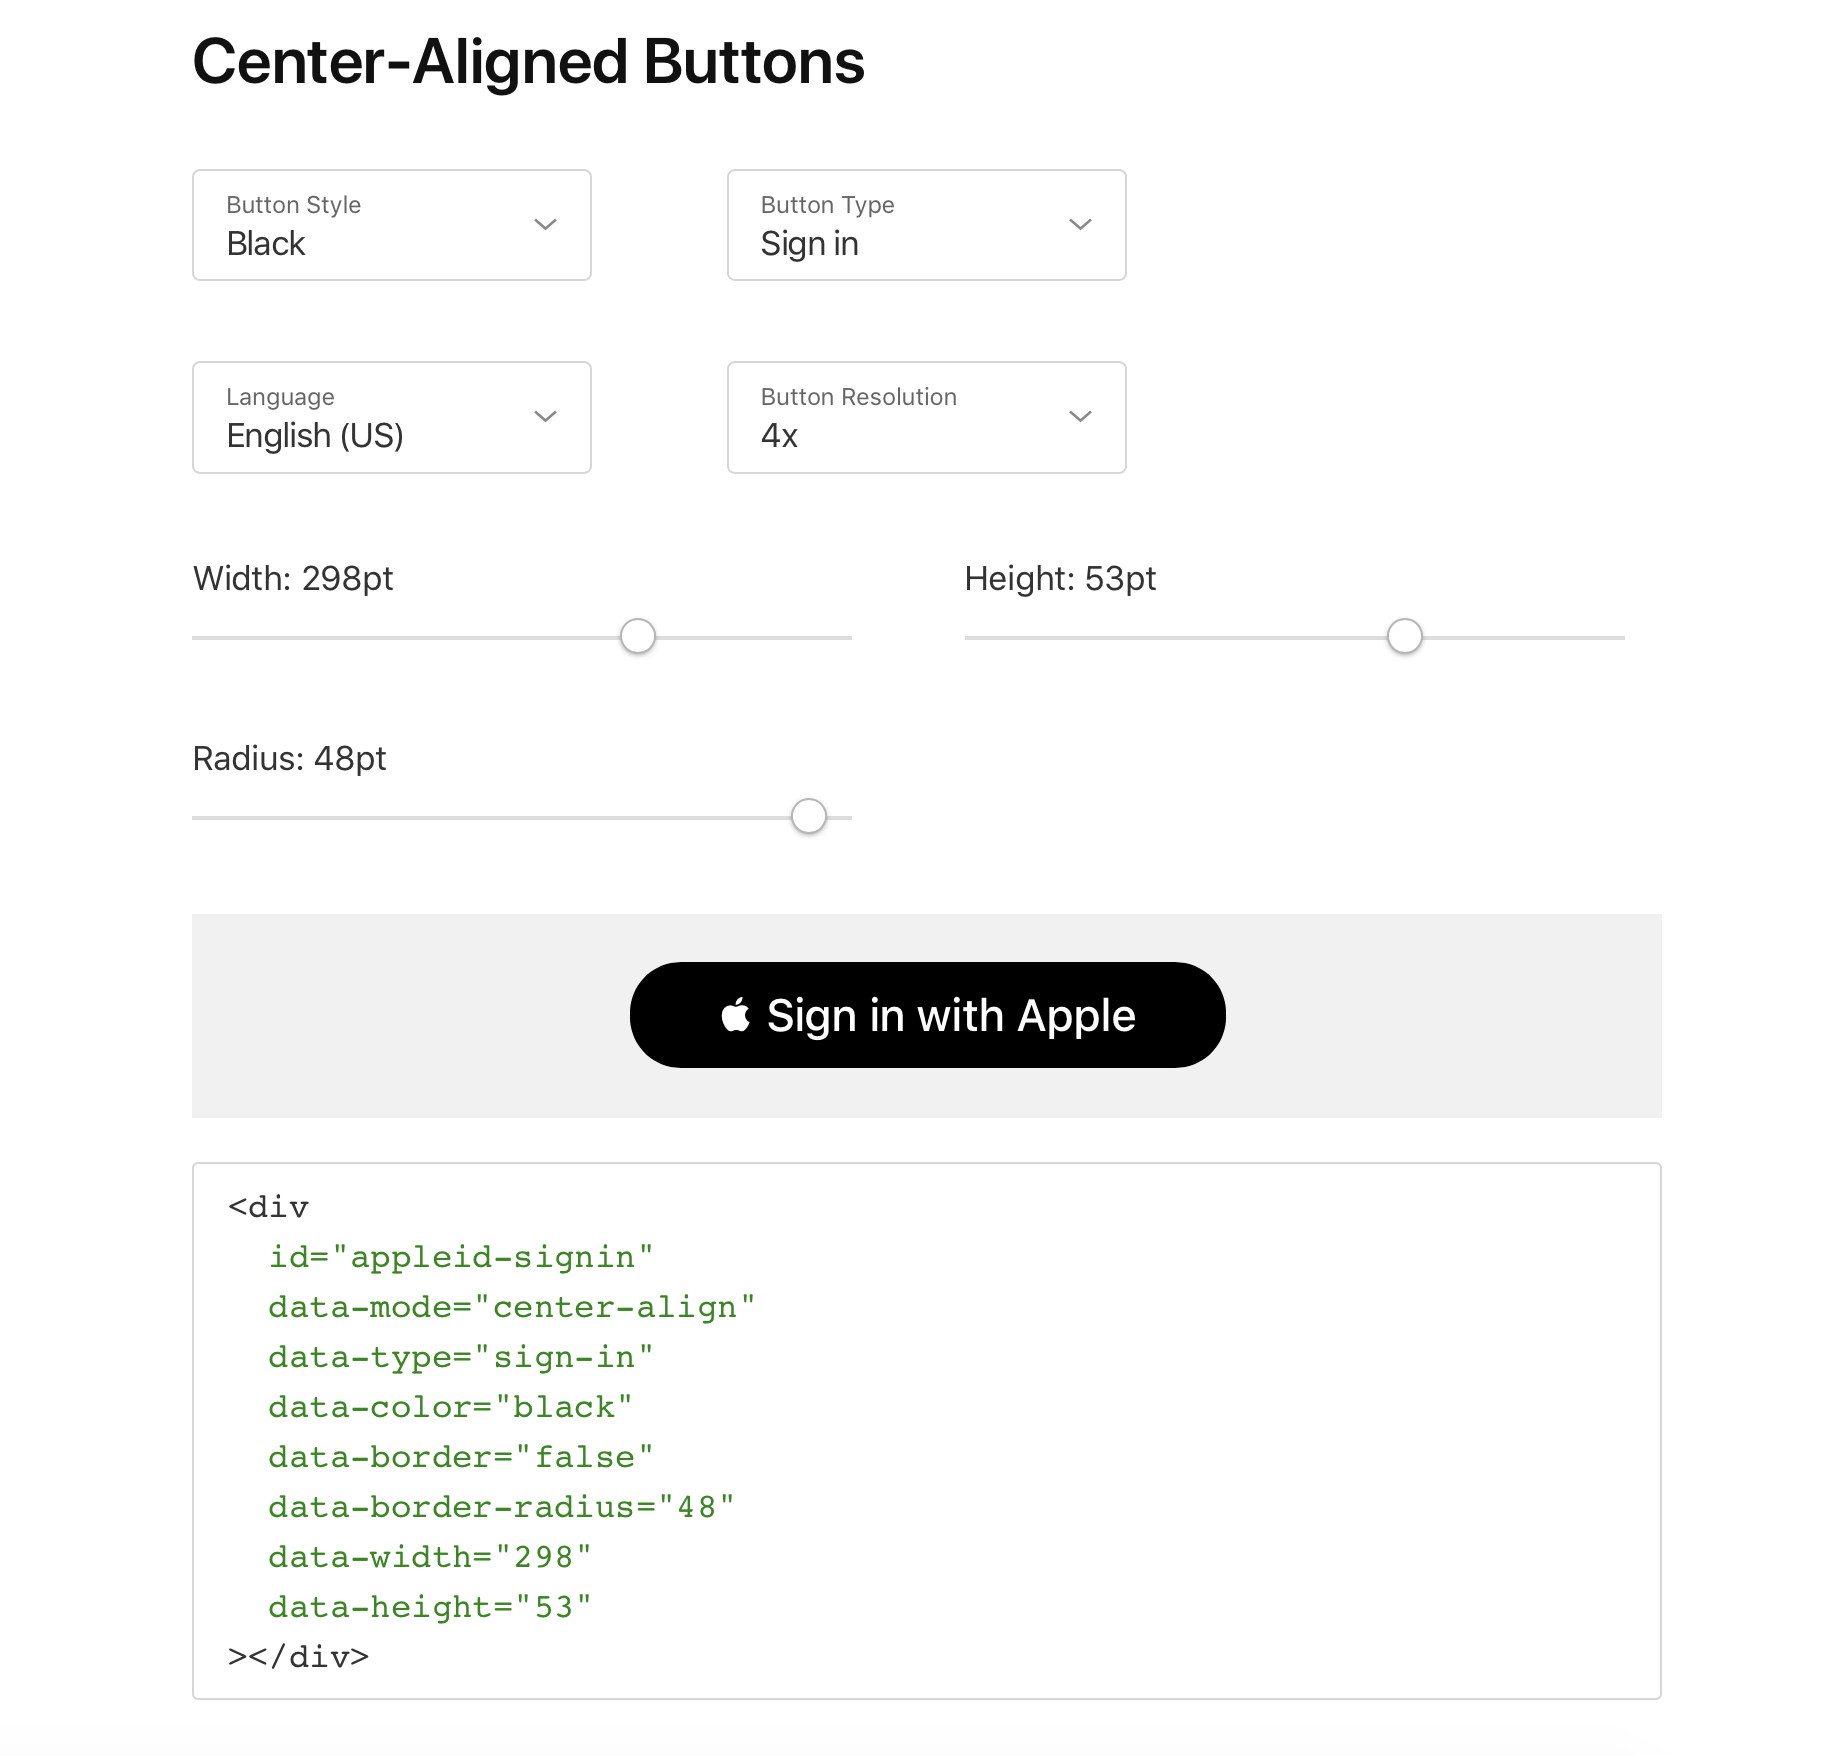 Center-Aligned Buttons
Button Style
Black
Button Type
Sign in
Language
English (US)
Button Resolution
4x
Width: 298pt
Height: 53pt
Radius: 48pt
Sign in with Apple
<div
id="appleid-signin"
data-mode="center-align"
data-type="sign-in"
data-color="black"
data-border="false"
data-border-radius="48"
data-width="298"
data-height="53"
></div>